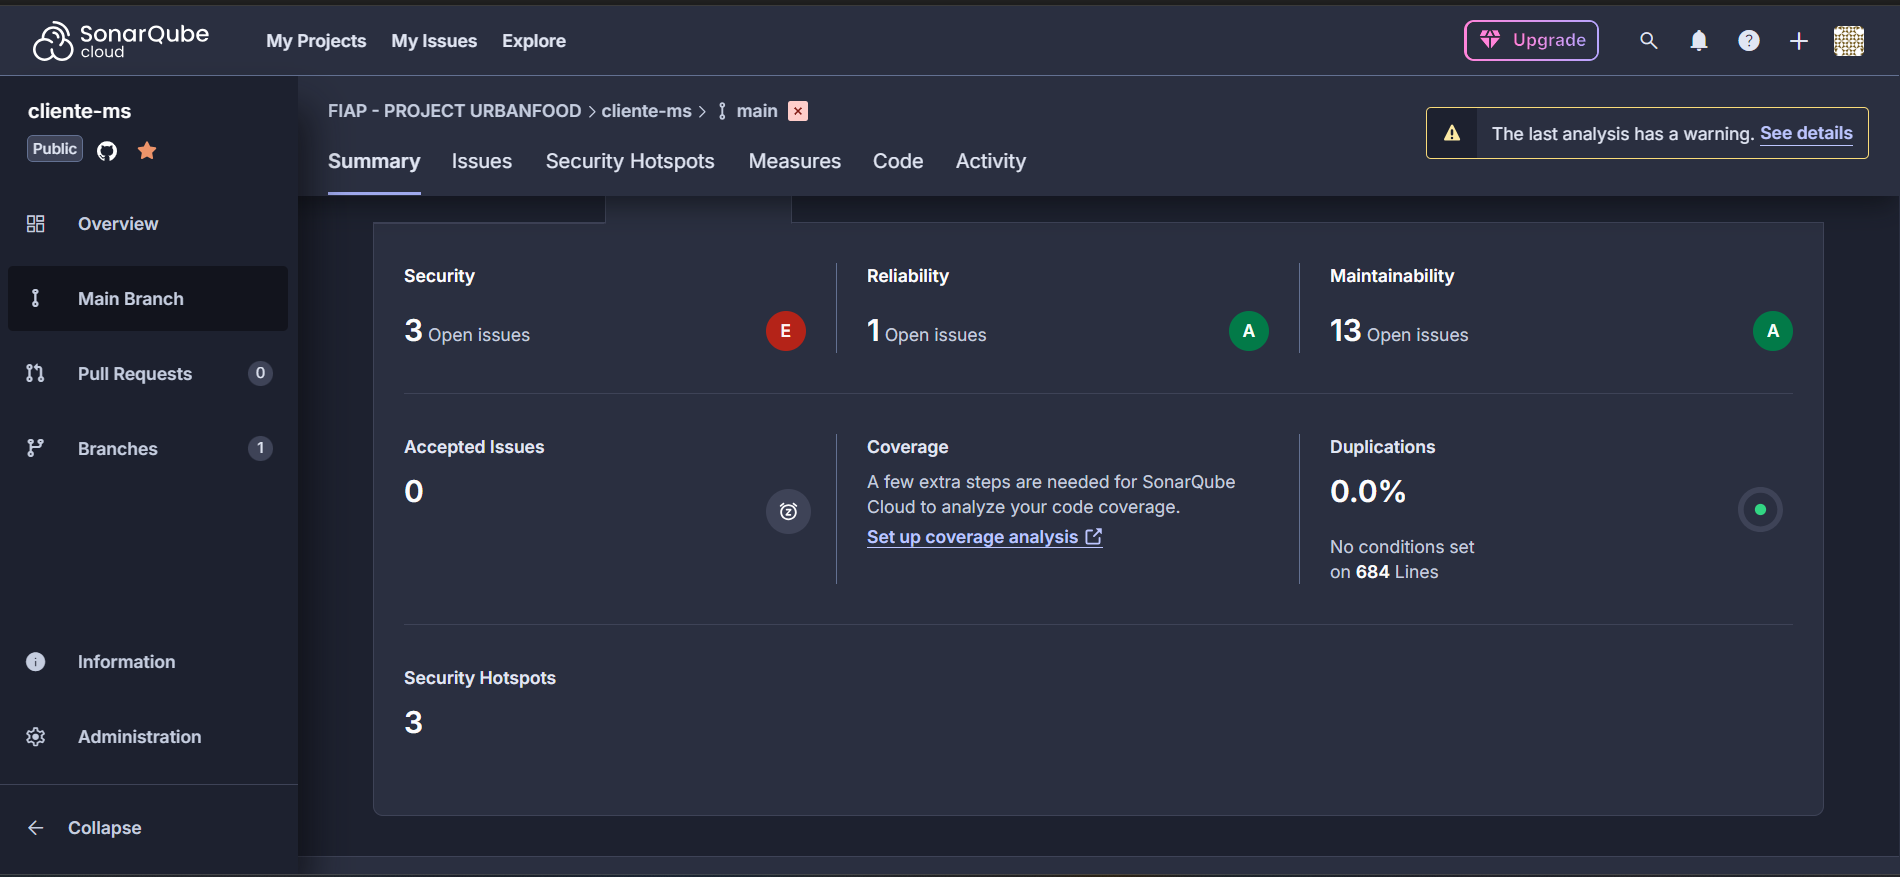 SonarQube
cloud
My Projects
My Issues
Explore
Upgrade
?
cliente-ms
Public
FIAP - PROJECT URBANFOOD > cliente-ms > main
The last analysis has a warning. See details
Summary
Issues
Security Hotspots
Measures
Code
Activity
Overview
Main Branch
Pull Requests
0
Branches
1
Information
Administration
Collapse
Security
3 Open issues
E
Reliability
1 Open issues
A
Maintainability
13 Open issues
A
Accepted Issues
0
Coverage
A few extra steps are needed for SonarQube
Cloud to analyze your code coverage.
Set up coverage analysis
Duplications
0.0%
No conditions set
on 684 Lines
Security Hotspots
3